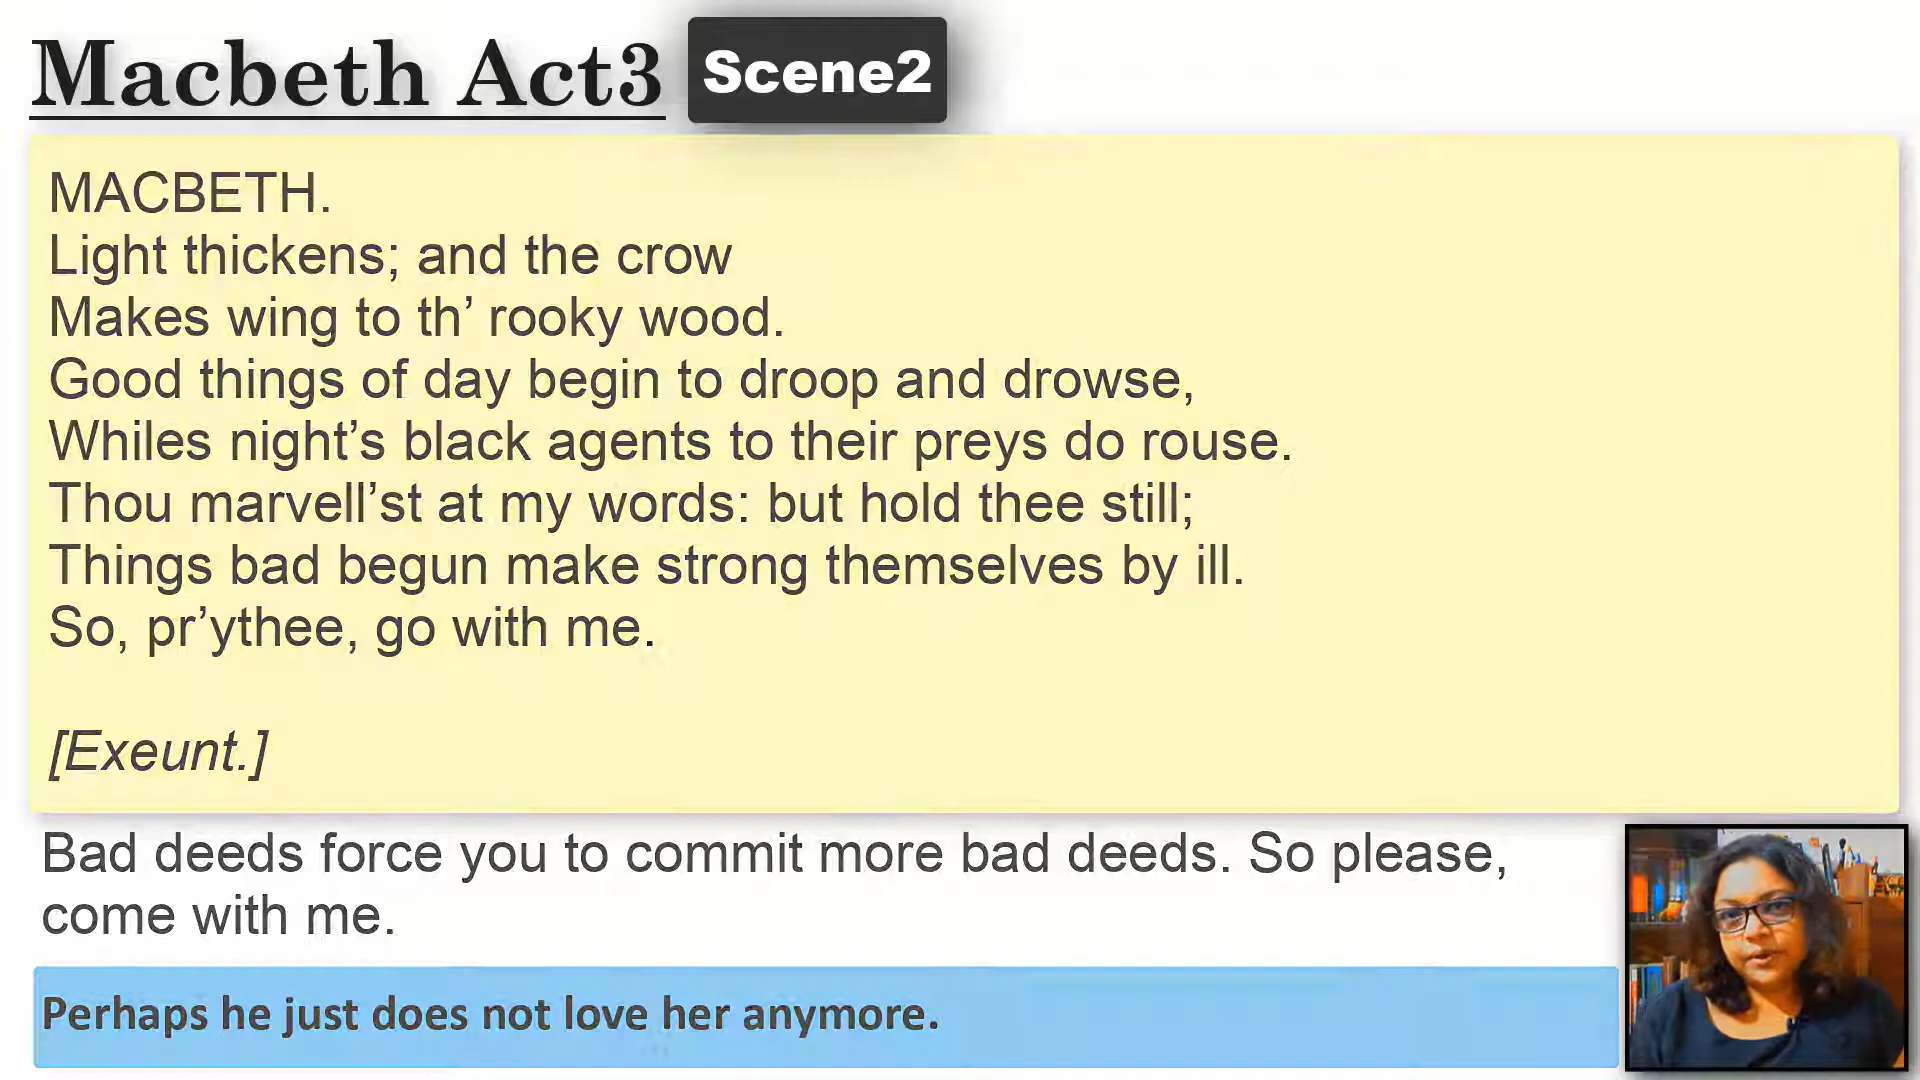 Macbeth Act3 Scene2
MACBETH.
Light thickens; and the crow
Makes wing to th’ rooky wood.
Good things of day begin to droop and drowse,
Whiles night’s black agents to their preys do rouse.
Thou marvell’st at my words: but hold thee still;
Things bad begun make strong themselves by ill.
So, pr’ythee, go with me.
[Exeunt.]
Bad deeds force you to commit more bad deeds. So please,
come with me.
Perhaps he just does not love her anymore.